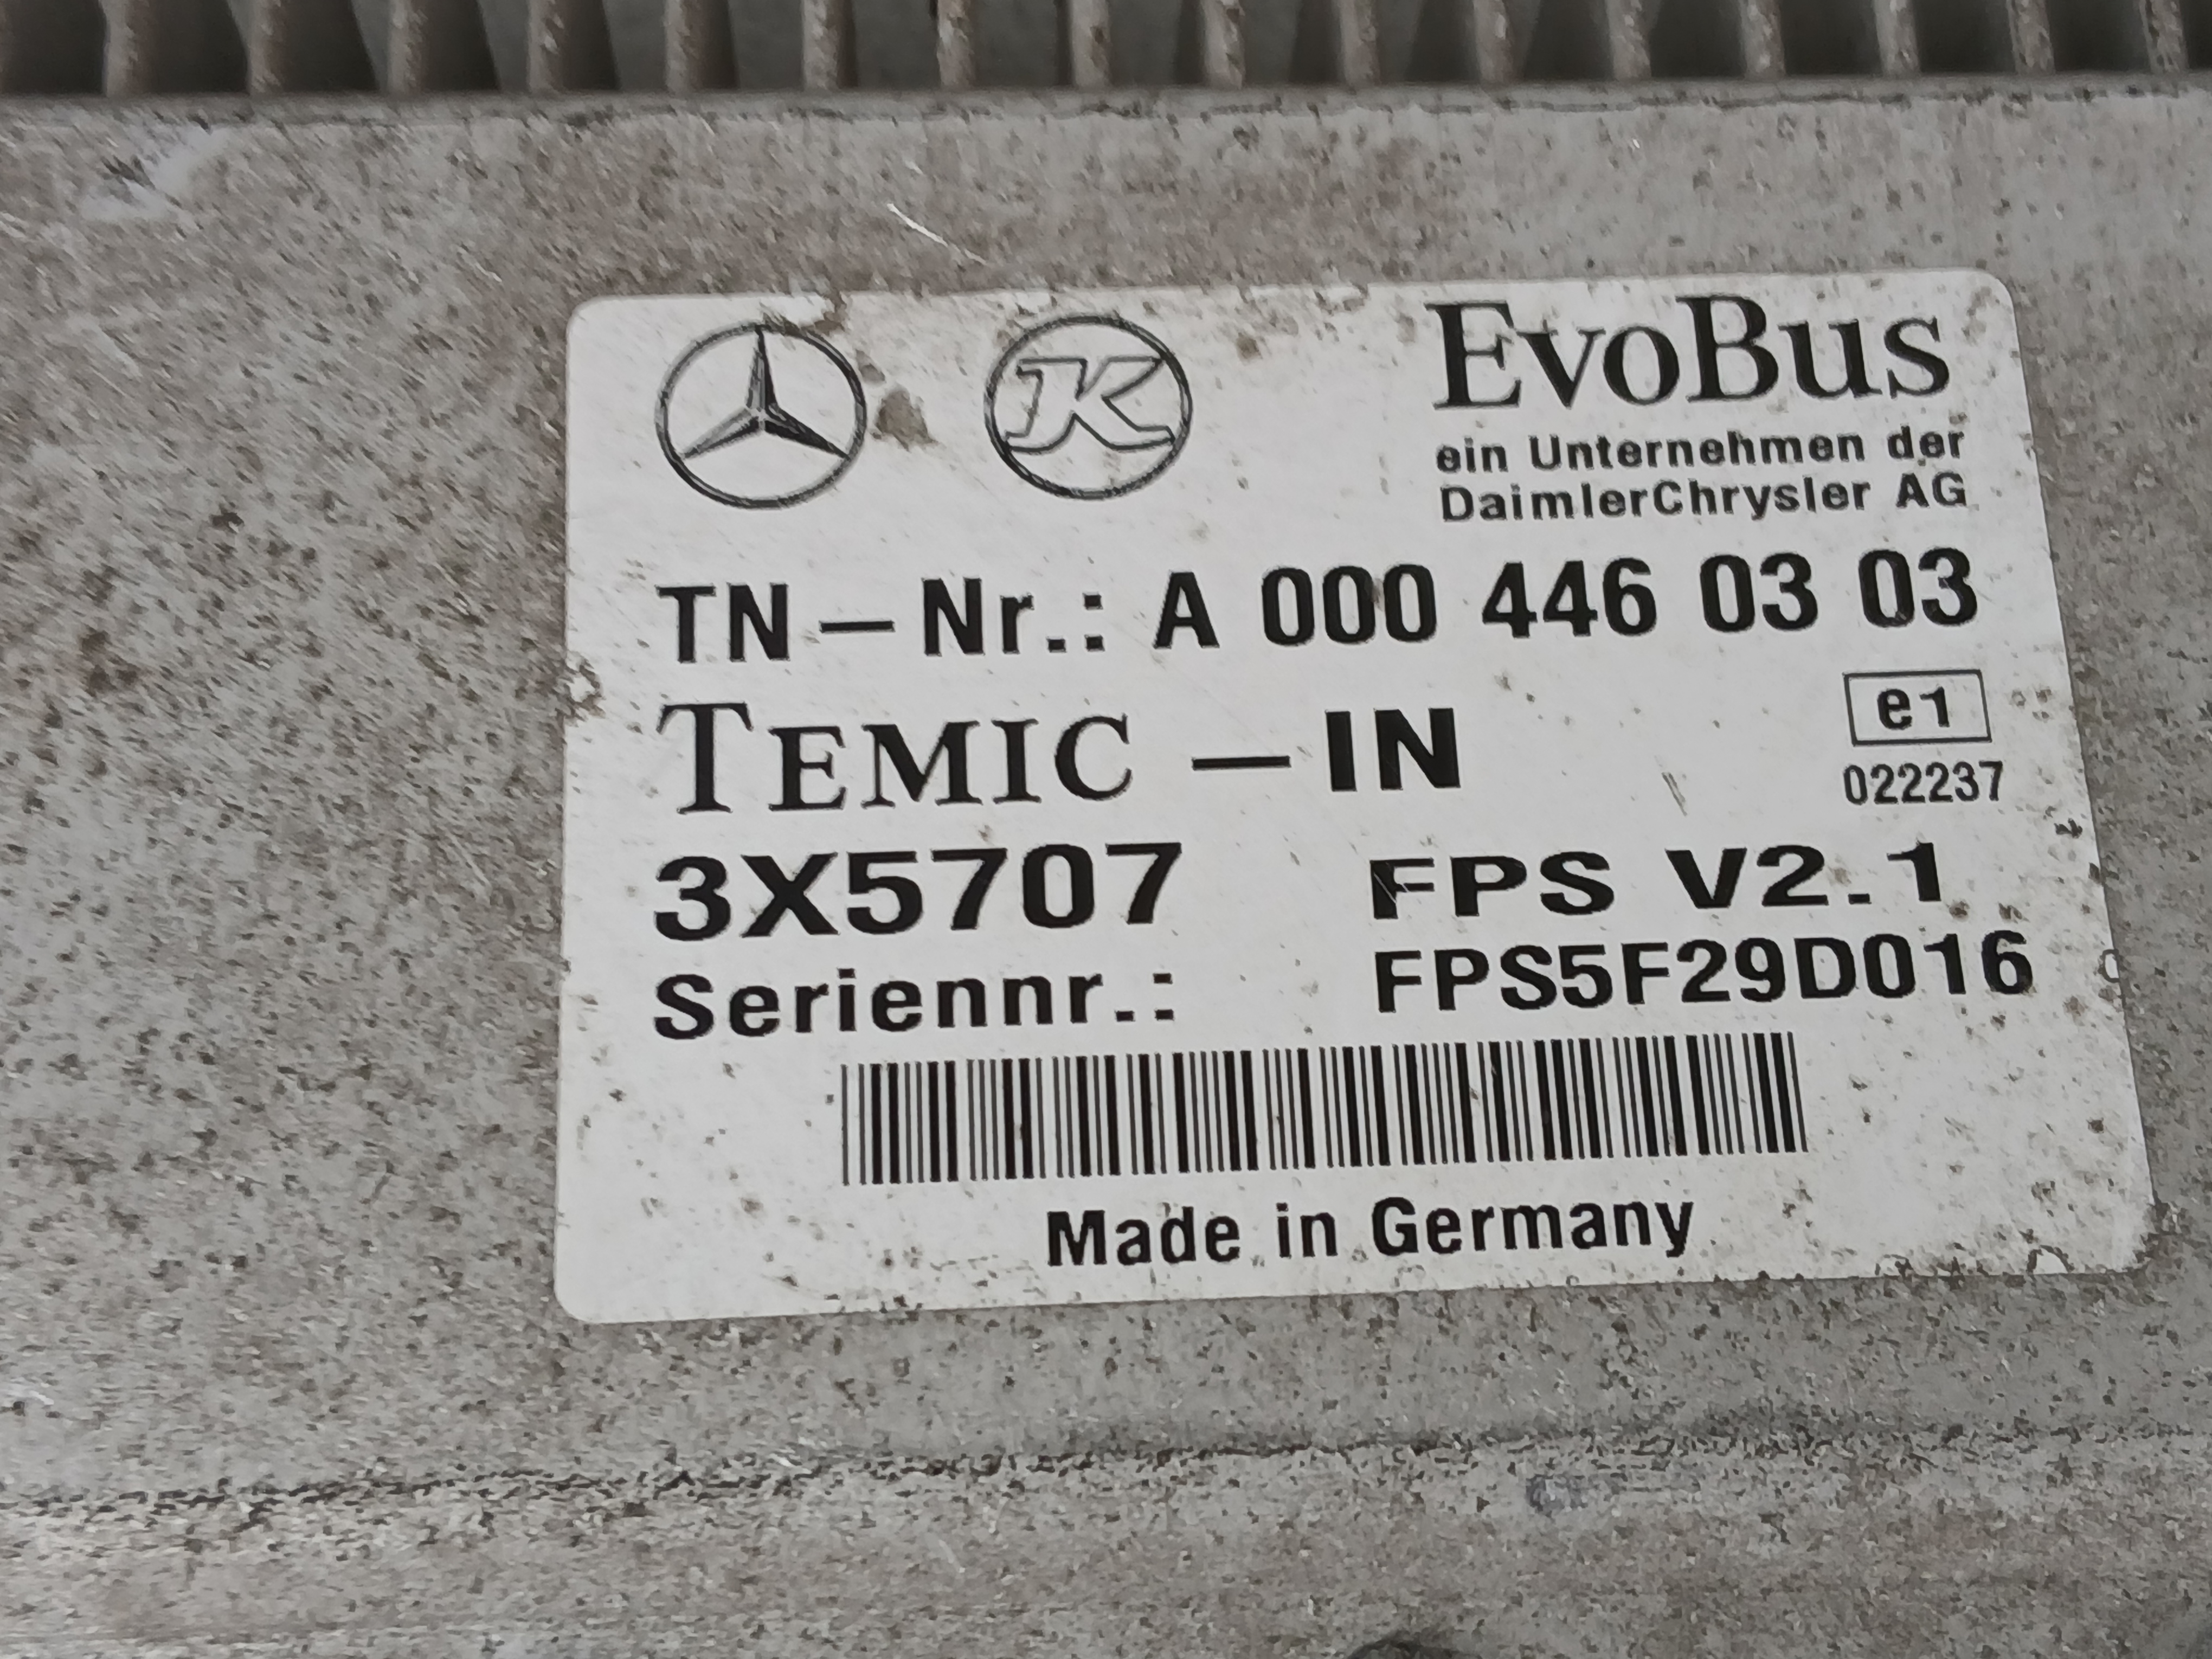 K
EvoBus
ein Unternehmen der
DaimlerChrysler AG
TN-Nr.: A 000 446 03 03
TEMIC -IN
e1
022237
3X5707 FPS V2.1
Seriennr.: FPS5F29D016
Made in Germany